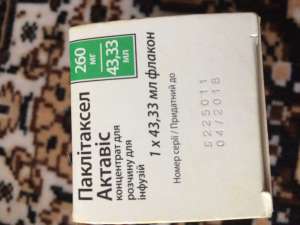 260 мг
43,33 мл
Паклітаксел
Актавіс
концентрат для
розчину для
інфузій
1 x 43,33 мл флакон
Номер серії / Придатний до
5225011
04/2018